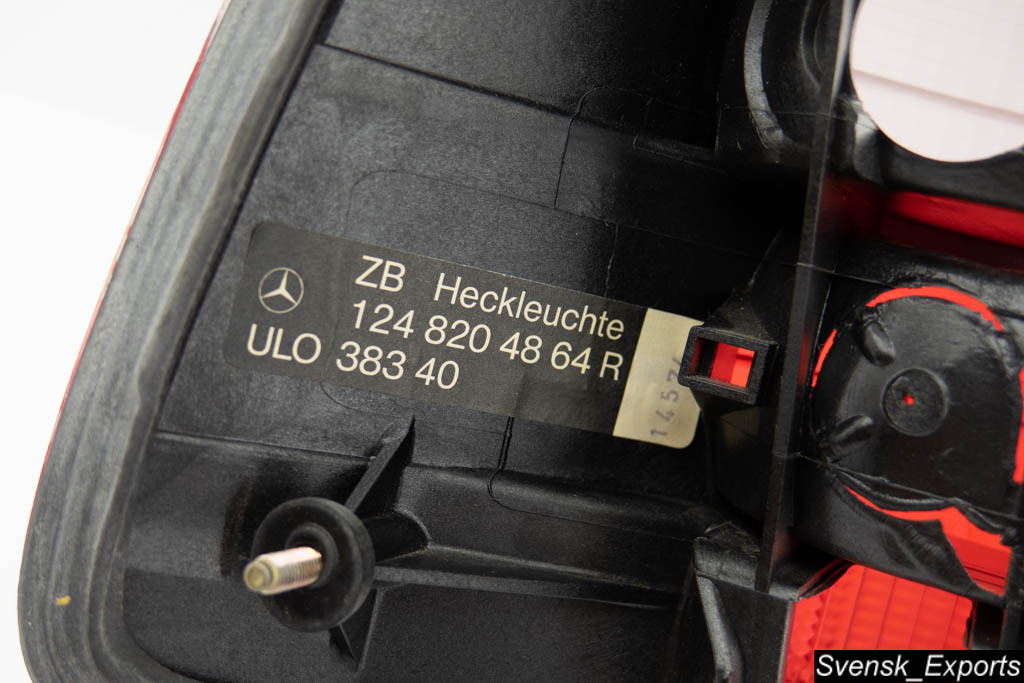 ZB Heckleuchte
124 820 48 64 R
ULO 383 40
Svensk_Exports